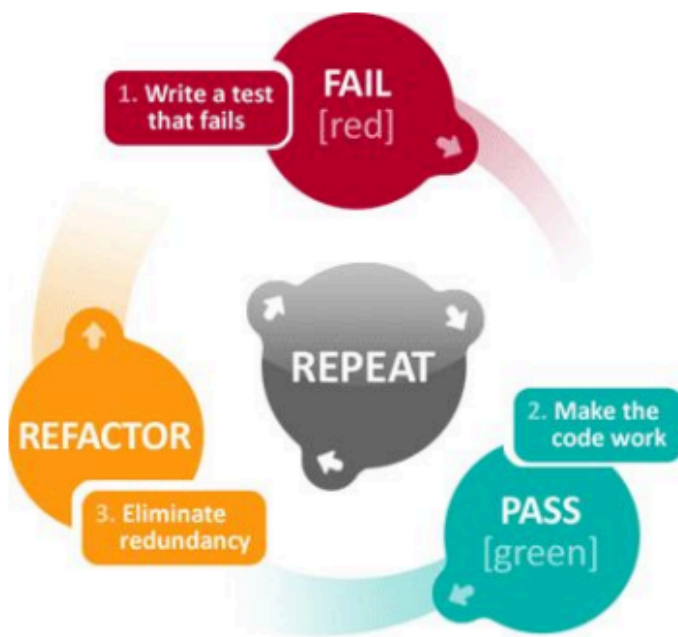 1. Write a test
that fails
FAIL
[red]
REPEAT
2. Make the
code work
PASS
[green]
REFACTOR
3. Eliminate
redundancy